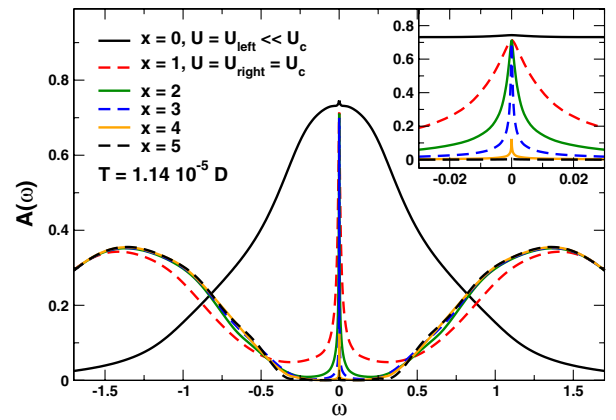 x = 0, U = U_left << U_c
x = 1, U = U_right = U_c
x = 2
x = 3
x = 4
x = 5
T = 1.14 10^-5 D
A(ω)
0.8
0.6
0.4
0.2
0
-0.02
0
0.02
0.8
0.6
0.4
0.2
0
-1.5
-1
-0.5
0
0.5
1
1.5
ω